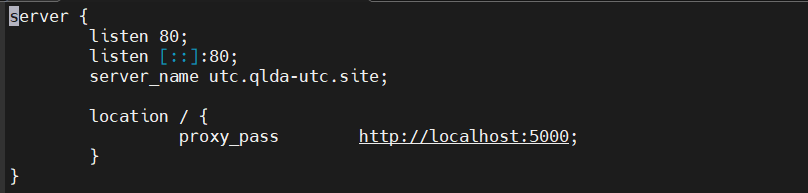 server {
        listen 80;
        listen [::]:80;
        server_name utc.qlda-utc.site;

        location / {
                proxy_pass        http://localhost:5000;
        }
}